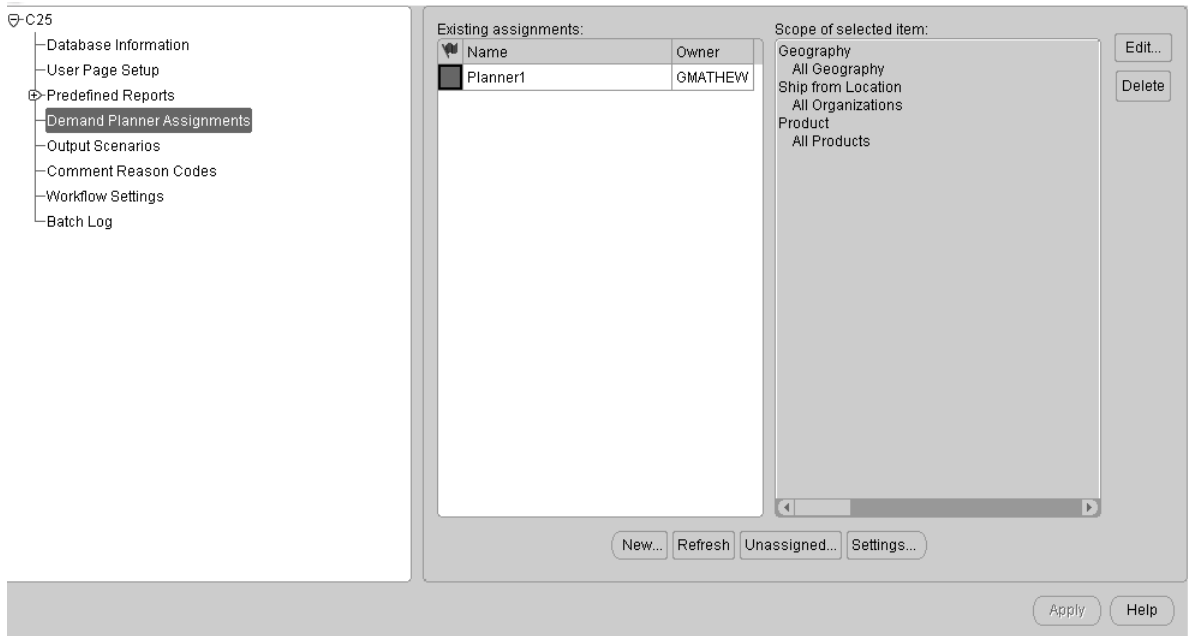 C25
Database Information
User Page Setup
Predefined Reports
Demand Planner Assignments
Output Scenarios
Comment Reason Codes
Workflow Settings
Batch Log
Existing assignments:
Name Owner
Planner1 GMATHEW
Scope of selected item:
Geography
All Geography
Ship from Location
All Organizations
Product
All Products
Edit...
Delete
New... Refresh Unassigned... Settings...
Apply Help